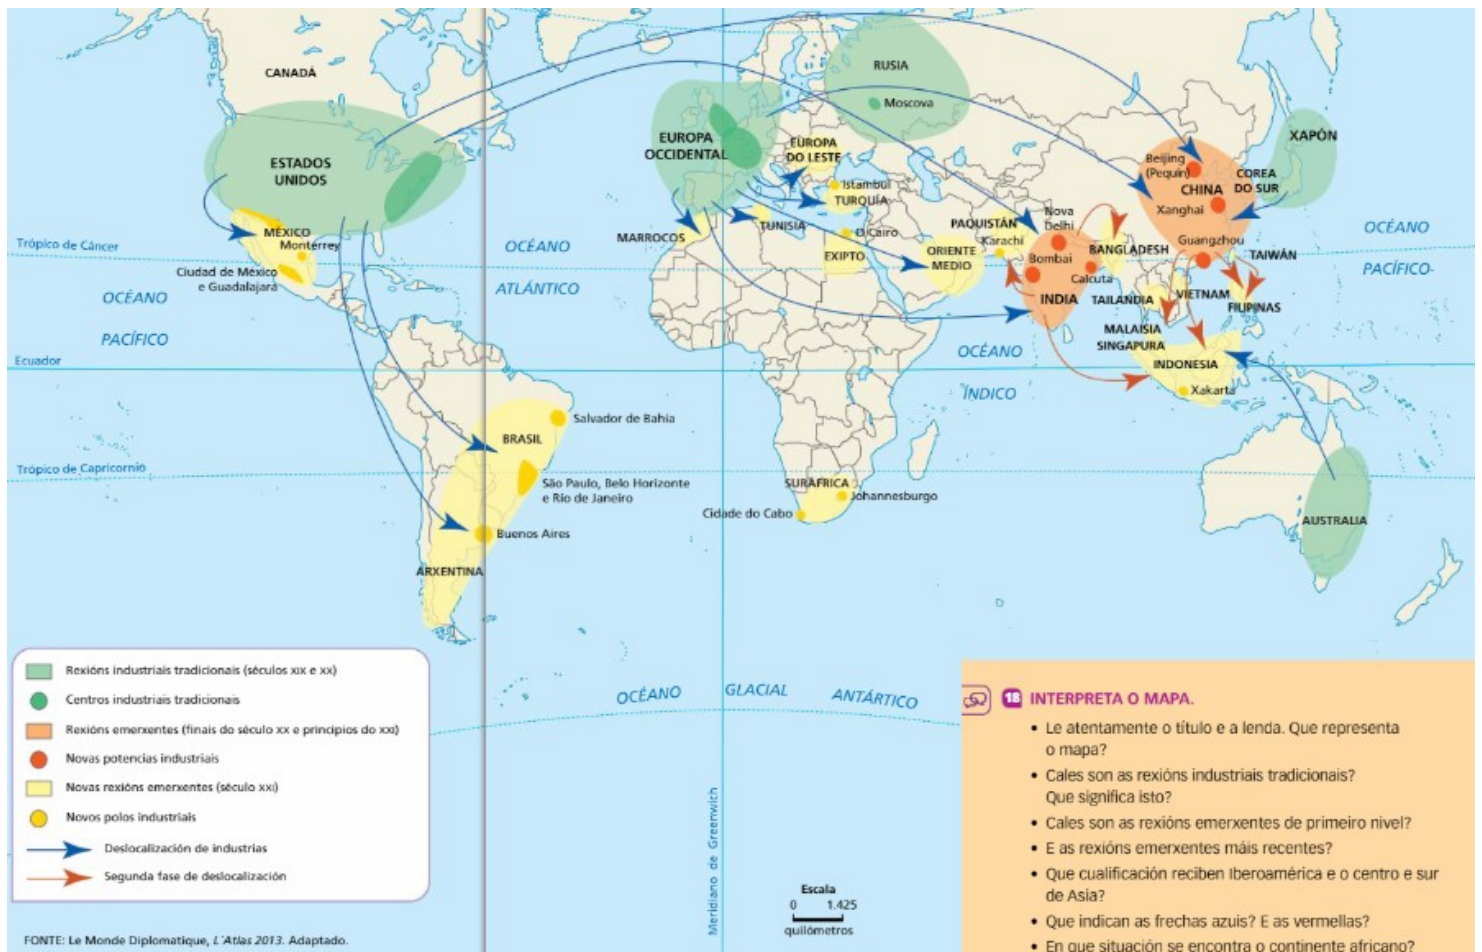 CANADÁ
ESTADOS
UNIDOS
MÉXICO
Monterrey
Ciudad de México
e Guadalajara
Trópico de Cáncer
OCÉANO
PACÍFICO
Ecuador
Trópico de Capricornio
OCÉANO
ATLÁNTICO
BRASIL
Salvador de Bahia
São Paulo, Belo Horizonte
e Rio de Janeiro
Buenos Aires
ARXENTINA
EUROPA
OCCIDENTAL
EUROPA
DO LESTE
RUSIA
Moscova
Istambul
TURQUÍA
MARROCOS
TUNISIA
O Cairo
EXIPTO
ORIENTE
MEDIO
PAQUISTÁN
Karachi
Nova
Delhi
Bombai
INDIA
Calcuta
BANGLADESH
Beijing
(Pequín)
CHINA
Xanghai
Guangzhou
COREA
DO SUR
XAPÓN
TAIWÁN
TAILANDIA
VIETNAM
FILIPINAS
MALAISIA
SINGAPURA
INDONESIA
Xakarta
OCÉANO
PACÍFICO
OCÉANO
ÍNDICO
SURÁFRICA
Johannesburgo
Cidade do Cabo
AUSTRALIA
OCÉANO GLACIAL ANTÁRTICO
Meridiano de Greenwich
Escala
0 1.425
quilómetros
Rexións industriais tradicionais (séculos XIX e XX)
Centros industriais tradicionais
Rexións emerxentes (finais do século XX e principios do XXI)
Novas potencias industriais
Novas rexións emerxentes (século XXI)
Novos polos industriais
Deslocalización de industrias
Segunda fase de deslocalización
FONTE: Le Monde Diplomatique, L'Atlas 2013. Adaptado.
18 INTERPRETA O MAPA.
• Le atentamente o título e a lenda. Que representa
o mapa?
• Cales son as rexións industriais tradicionais?
Que significa isto?
• Cales son as rexións emerxentes de primeiro nivel?
• E as rexións emerxentes máis recentes?
• Que cualificación reciben Iberoamérica e o centro e sur
de Asia?
• Que indican as frechas azuis? E as vermellas?
• En que situación se encontra o continente africano?